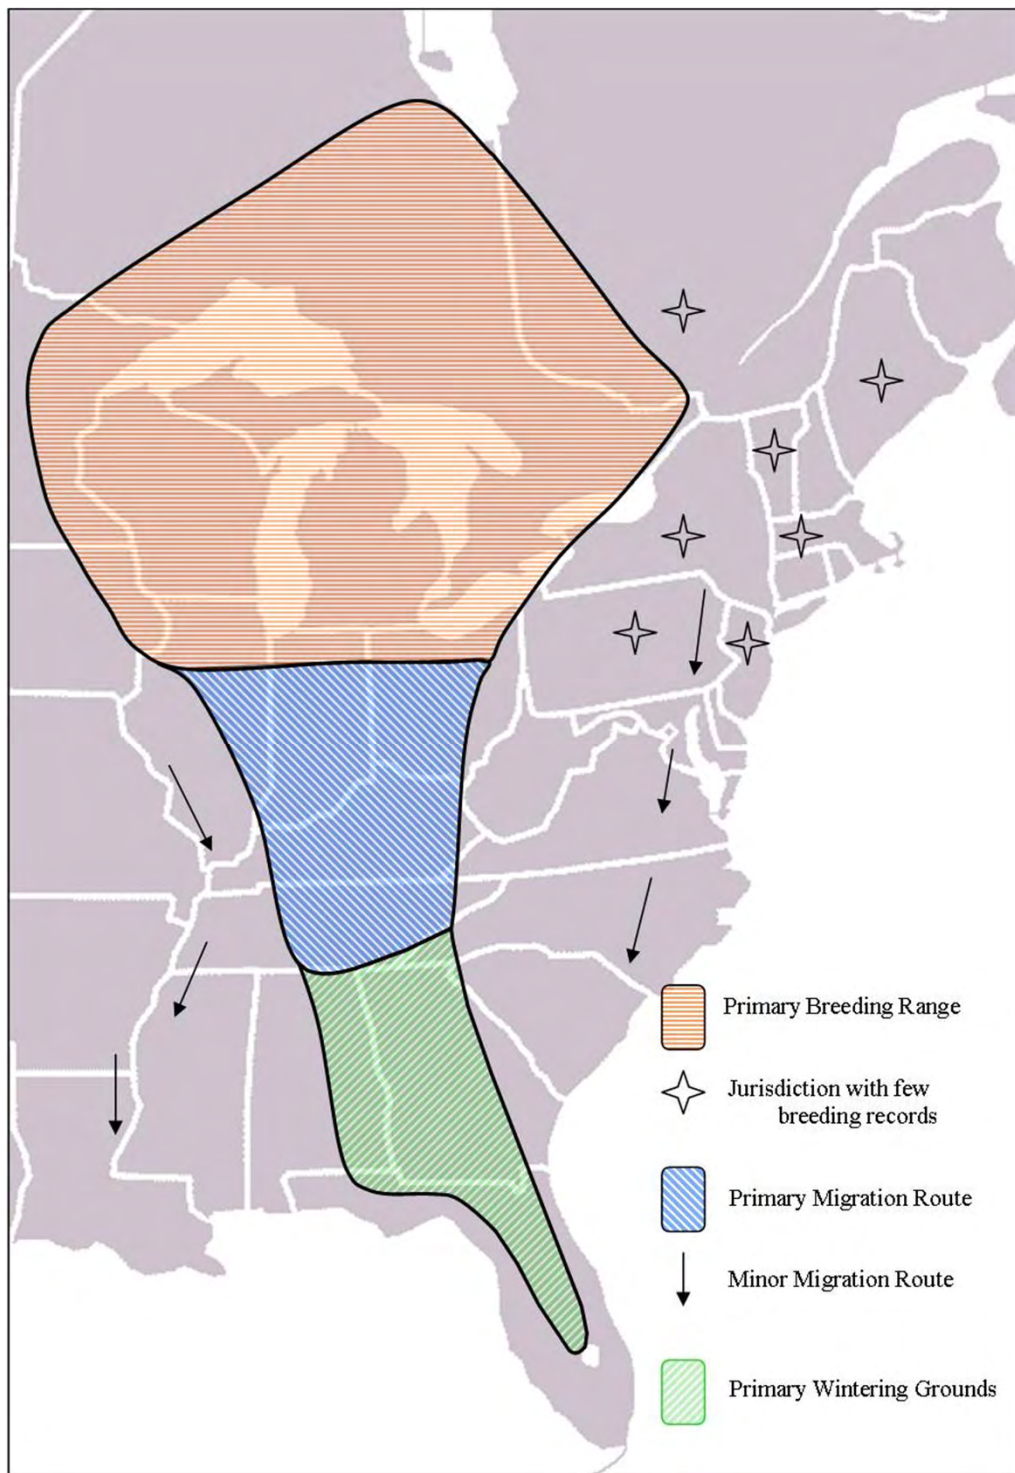 Primary Breeding Range
Jurisdiction with few
breeding records
Primary Migration Route
Minor Migration Route
Primary Wintering Grounds